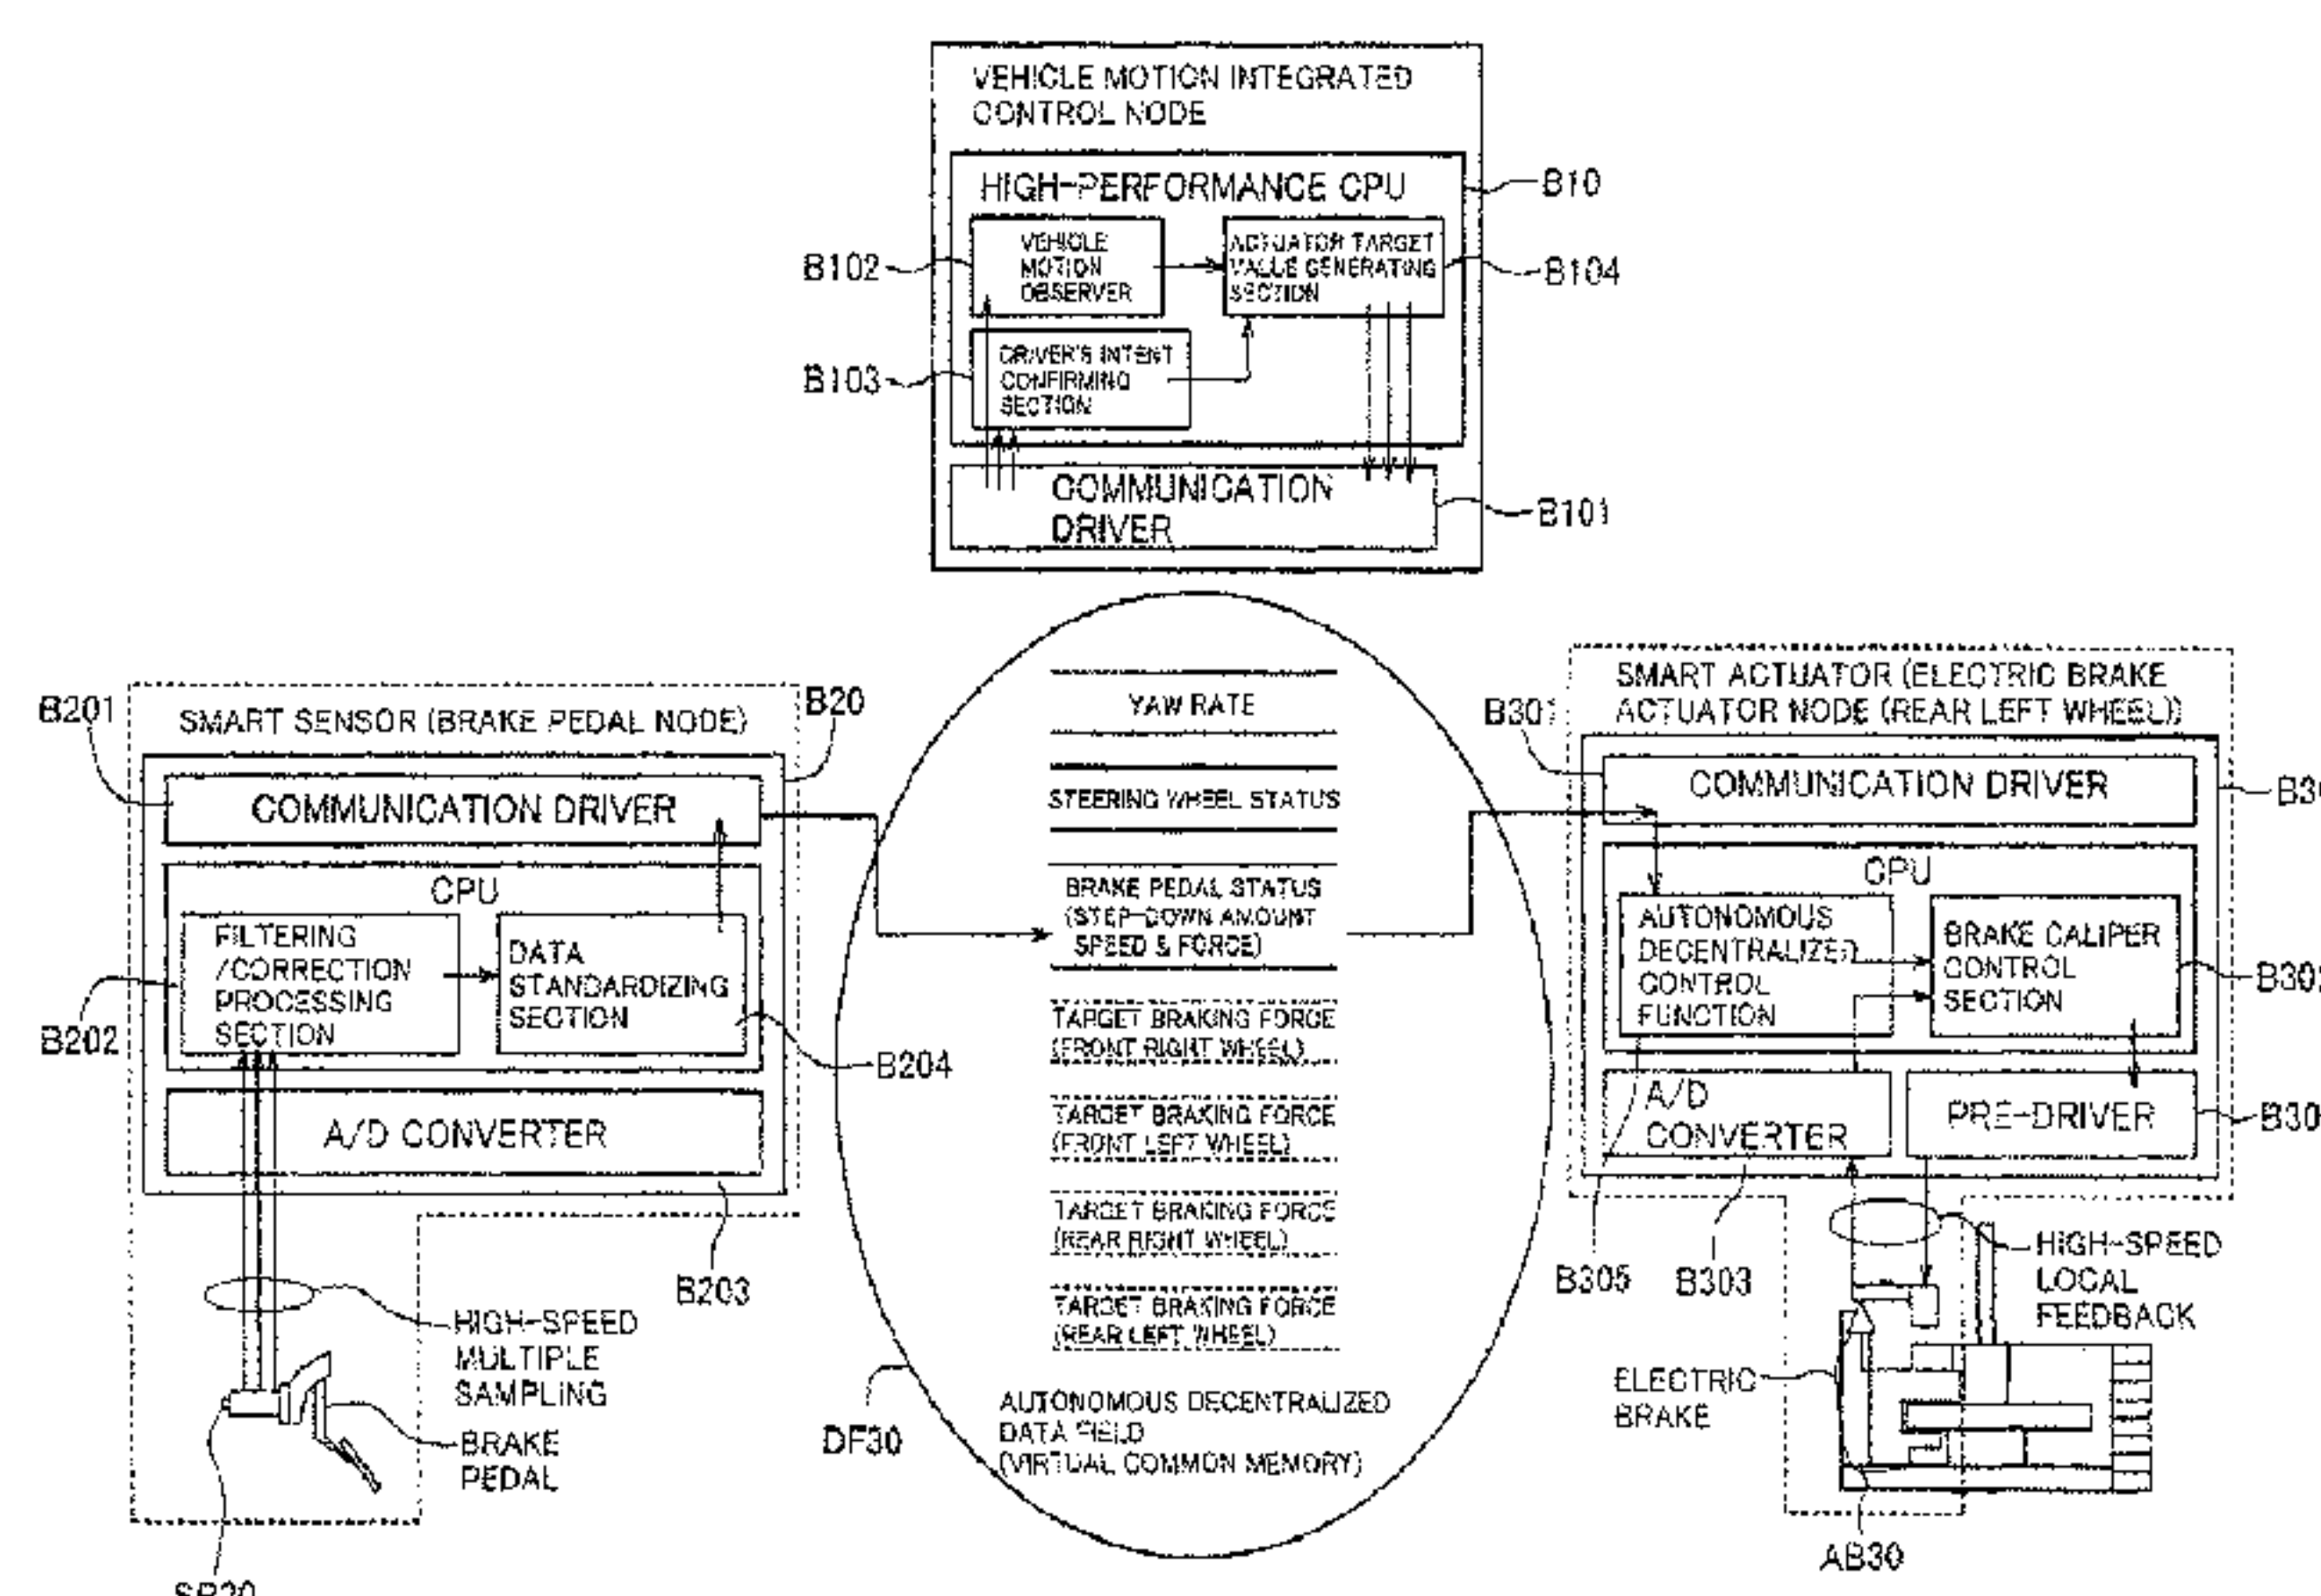 VEHICLE MOTION INTEGRATED
CONTROL NODE
HIGH-PERFORMANCE CPU
B10
VEHICLE
MOTION
OBSERVER
B102
ACTUATOR TARGET
VALUE GENERATING
SECTION
B104
DRIVER'S INTENT
CONFIRMING
SECTION
B103
COMMUNICATION
DRIVER
B101
SMART SENSOR (BRAKE PEDAL NODE)
B201
B20
COMMUNICATION DRIVER
CPU
FILTERING
/CORRECTION
PROCESSING
SECTION
B202
DATA
STANDARDIZING
SECTION
B204
A/D CONVERTER
B203
HIGH-SPEED
MULTIPLE
SAMPLING
BRAKE
PEDAL
YAW RATE
STEERING WHEEL STATUS
BRAKE PEDAL STATUS
(STEP-DOWN AMOUNT
SPEED & FORCE)
TARGET BRAKING FORCE
(FRONT RIGHT WHEEL)
TARGET BRAKING FORCE
(FRONT LEFT WHEEL)
TARGET BRAKING FORCE
(REAR RIGHT WHEEL)
TARGET BRAKING FORCE
(REAR LEFT WHEEL)
AUTONOMOUS DECENTRALIZED
DATA FIELD
(VIRTUAL COMMON MEMORY)
DF30
SMART ACTUATOR (ELECTRIC BRAKE
ACTUATOR NODE (REAR LEFT WHEEL))
B301
COMMUNICATION DRIVER
CPU
AUTONOMOUS
DECENTRALIZED
CONTROL
FUNCTION
BRAKE CALIPER
CONTROL
SECTION
A/D
CONVERTER
PRE-DRIVER
B305
B303
HIGH-SPEED
LOCAL
FEEDBACK
ELECTRIC
BRAKE
AB30